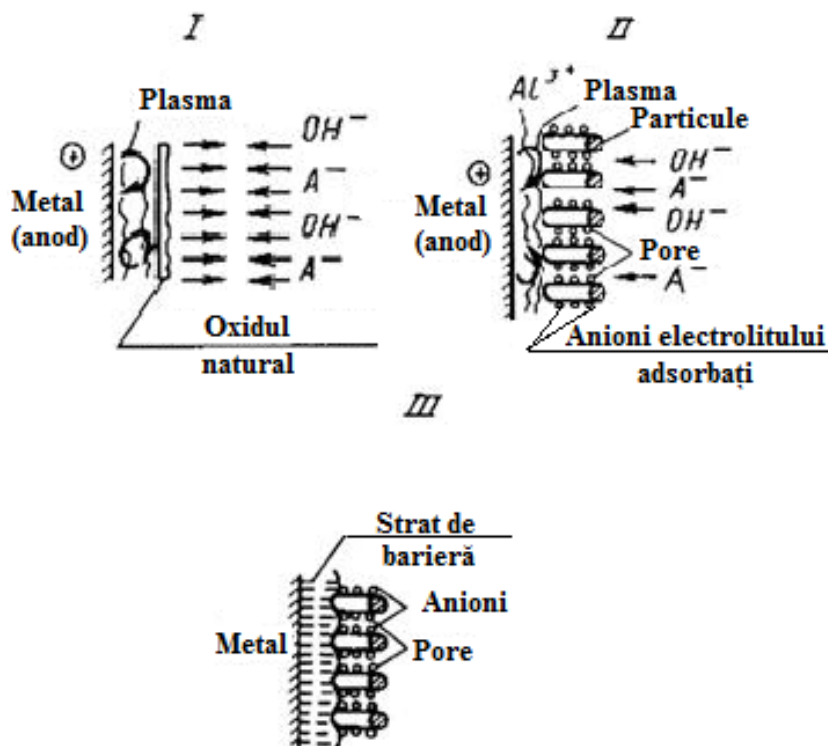 I
Plasma
OH⁻
A⁻
OH⁻
A⁻
+
Metal
(anod)
Oxidul
natural
II
Al³⁺
Plasma
Particule
OH⁻
A⁻
OH⁻
A⁻
+
Metal
(anod)
Pore
Anioni electrolitului
adsorbați
III
Strat de
barieră
Anioni
Metal
Pore